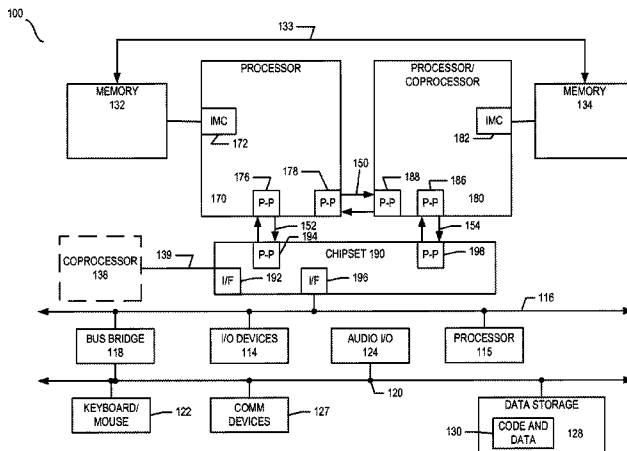 100
133
PROCESSOR
PROCESSOR/
COPROCESSOR
MEMORY
132
MEMORY
134
IMC
IMC
172
182
176
178
150
188
186
170
P-P
P-P
P-P
P-P
180
152
154
194
139
P-P
CHIPSET 190
P-P
198
COPROCESSOR
138
I/F
192
I/F
196
116
BUS BRIDGE
118
I/O DEVICES
114
AUDIO I/O
124
PROCESSOR
115
120
KEYBOARD/
MOUSE
122
COMM
DEVICES
127
DATA STORAGE
130
CODE AND
DATA
128